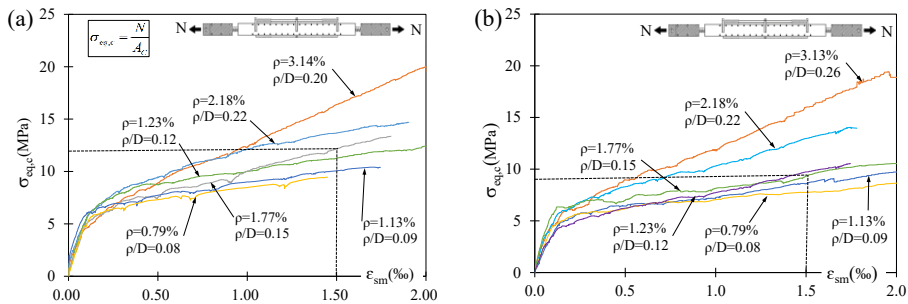 (a)
σeq,c = N / AC
N
N
25
20
15
10
5
0
σeq,c(MPa)
ρ=3.14%
ρ/D=0.20
ρ=2.18%
ρ/D=0.22
ρ=1.23%
ρ/D=0.12
ρ=1.77%
ρ/D=0.15
ρ=0.79%
ρ/D=0.08
ρ=1.13%
ρ/D=0.09
0.00
0.50
1.00
1.50
2.00
εsm(‰)
(b)
N
N
25
20
15
10
5
0
σeq,c(MPa)
ρ=3.13%
ρ/D=0.26
ρ=2.18%
ρ/D=0.22
ρ=1.77%
ρ/D=0.15
ρ=1.23%
ρ/D=0.12
ρ=0.79%
ρ/D=0.08
ρ=1.13%
ρ/D=0.09
0.0
0.5
1.0
1.5
2.0
εsm(‰)